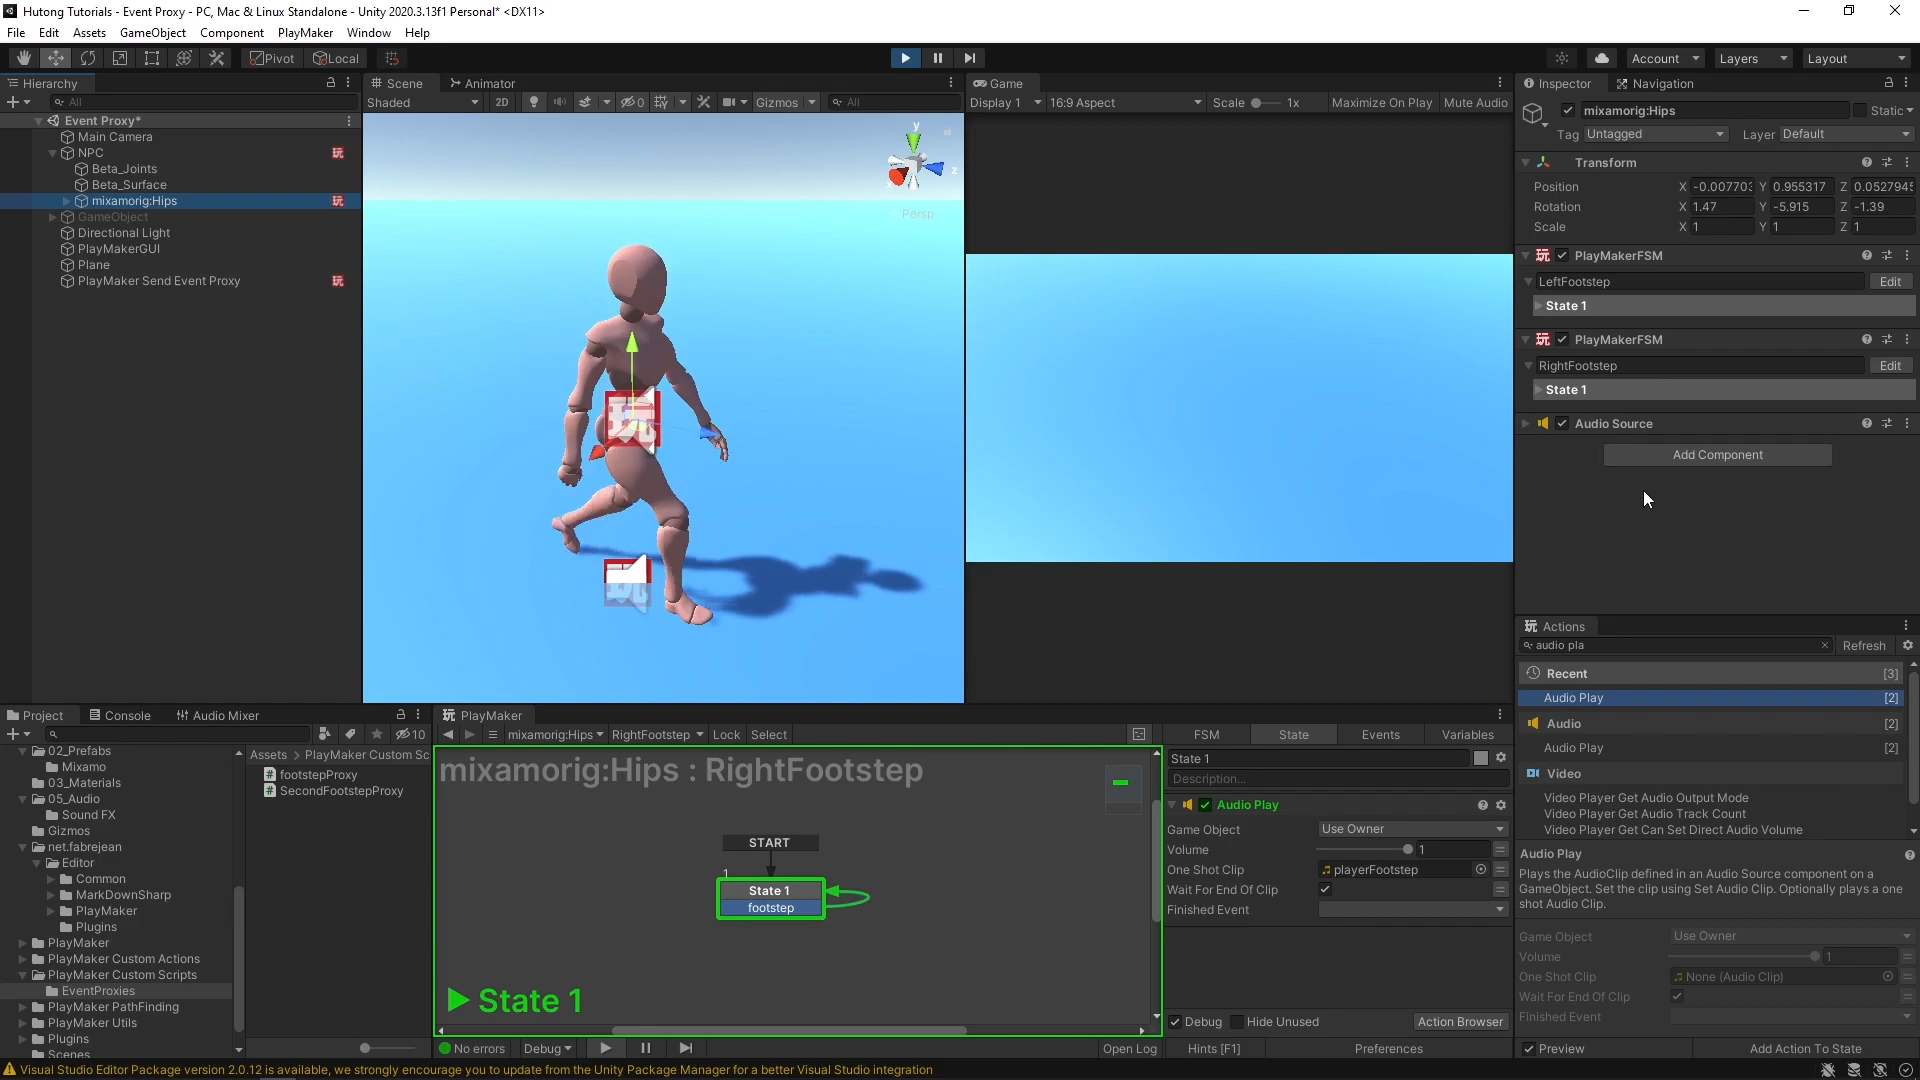 Hutong Tutorials - Event Proxy - PC, Mac & Linux Standalone - Unity 2020.3.13f1 Personal* <DX11>
File Edit Assets GameObject Component PlayMaker Window Help
Pivot Local
Account Layers Layout
Hierarchy
All
Event Proxy*
Main Camera
NPC 玩
Beta_Joints
Beta_Surface
mixamorig:Hips 玩
GameObject
Directional Light
PlayMakerGUI
Plane
PlayMaker Send Event Proxy 玩
Scene Animator
Shaded 2D 0 Gizmos All
y
z
x
Persp
玩
玩
Game
Display 1 16:9 Aspect Scale 1x Maximize On Play Mute Audio
Inspector Navigation
mixamorig:Hips Static
Tag Untagged Layer Default
Transform
Position X -0.007703 Y 0.955317 Z 0.0527945
Rotation X 1.47 Y -5.915 Z -1.39
Scale X 1 Y 1 Z 1
玩 PlayMakerFSM
LeftFootstep Edit
State 1
玩 PlayMakerFSM
RightFootstep Edit
State 1
Audio Source
Add Component
玩 Actions
audio pla Refresh
Recent [3]
Audio Play [2]
Audio [2]
Audio Play [2]
Video
Video Player Get Audio Output Mode
Video Player Get Audio Track Count
Video Player Get Can Set Direct Audio Volume
Audio Play
Plays the AudioClip defined in an Audio Source component on a
GameObject. Set the clip using Set Audio Clip. Optionally plays a one
shot Audio Clip.
Game Object Use Owner
Volume 1
One Shot Clip None (Audio Clip)
Wait For End Of Clip
Finished Event
Preview Add Action To State
Project Console Audio Mixer
10
02_Prefabs
Mixamo
03_Materials
05_Audio
Sound FX
Gizmos
net.fabrejean
Editor
Common
MarkDownSharp
PlayMaker
Plugins
PlayMaker
PlayMaker Custom Actions
PlayMaker Custom Scripts
EventProxies
PlayMaker PathFinding
PlayMaker Utils
Plugins
Scenes
Assets > PlayMaker Custom Sc
footstepProxy
SecondFootstepProxy
玩 PlayMaker
mixamorig:Hips RightFootstep Lock Select
mixamorig:Hips : RightFootstep
START
1
State 1
footstep
State 1
No errors Debug Open Log
FSM State Events Variables
State 1
Description...
Audio Play
Game Object Use Owner
Volume 1
One Shot Clip playerFootstep
Wait For End Of Clip
Finished Event
Debug Hide Unused Action Browser
Hints [F1] Preferences
Visual Studio Editor Package version 2.0.12 is available, we strongly encourage you to update from the Unity Package Manager for a better Visual Studio integration